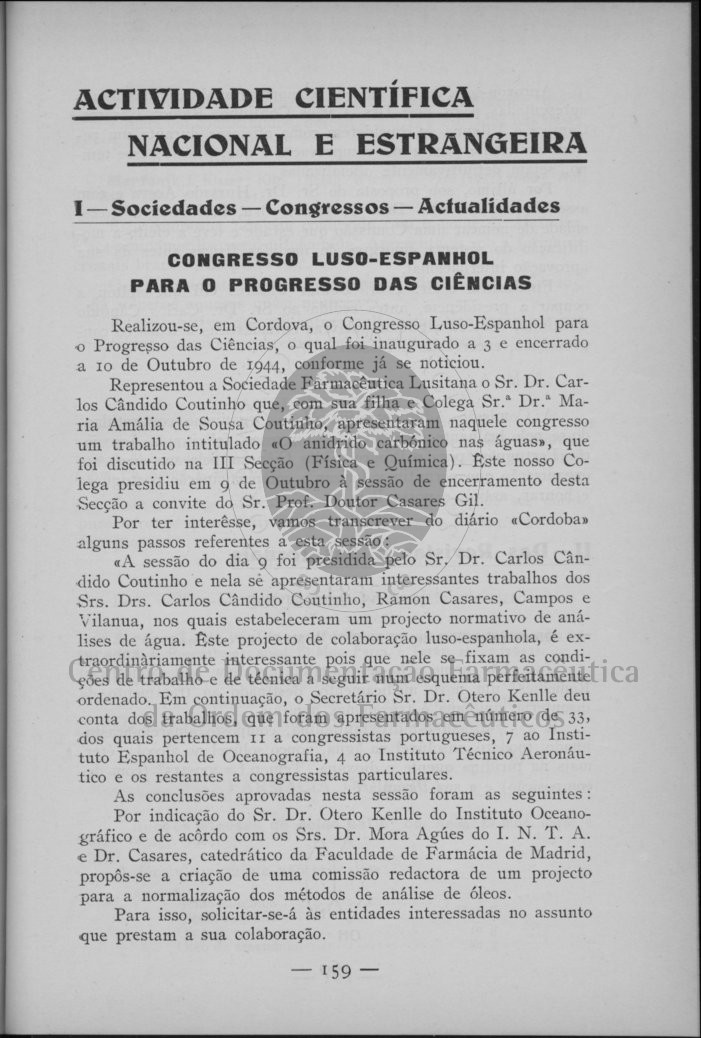 ACTIVIDADE CIENTÍFICA
NACIONAL E ESTRANGEIRA
I — Sociedades — Congressos — Actualidades
CONGRESSO LUSO-ESPANHOL
PARA O PROGRESSO DAS CIÊNCIAS
Realizou-se, em Cordova, o Congresso Luso-Espanhol para
o Progresso das Ciências, o qual foi inaugurado a 3 e encerrado
a 10 de Outubro de 1944, conforme já se noticiou.
Representou a Sociedade Farmacêutica Lusitana o Sr. Dr. Car-
los Cândido Coutinho que, com sua filha e Colega Sr.ª Dr.ª Ma-
ria Amália de Sousa Coutinho, apresentaram naquele congresso
um trabalho intitulado «O anidrido carbónico nas águas», que
foi discutido na III Secção (Física e Química). Êste nosso Co-
lega presidiu em 9 de Outubro à sessão de encerramento desta
Secção a convite do Sr. Prof. Doutor Casares Gil.
Por ter interêsse, vamos transcrever do diário «Cordoba»
alguns passos referentes a esta sessão:
«A sessão do dia 9 foi presidida pelo Sr. Dr. Carlos Cân-
dido Coutinho e nela se apresentaram interessantes trabalhos dos
Srs. Drs. Carlos Cândido Coutinho, Ramon Casares, Campos e
Vilanua, nos quais estabeleceram um projecto normativo de aná-
lises de água. Êste projecto de colaboração luso-espanhola, é ex-
traordinàriamente interessante pois que nele se fixam as condi-
ções de trabalho e de técnica a seguir num esquema perfeitamente
ordenado. Em continuação, o Secretário Sr. Dr. Otero Kenlle deu
conta dos trabalhos, que foram apresentados em número de 33,
dos quais pertencem 11 a congressistas portugueses, 7 ao Insti-
tuto Espanhol de Oceanografia, 4 ao Instituto Técnico Aeronáu-
tico e os restantes a congressistas particulares.
As conclusões aprovadas nesta sessão foram as seguintes:
Por indicação do Sr. Dr. Otero Kenlle do Instituto Oceano-
gráfico e de acôrdo com os Srs. Dr. Mora Agúes do I. N. T. A.
e Dr. Casares, catedrático da Faculdade de Farmácia de Madrid,
propôs-se a criação de uma comissão redactora de um projecto
para a normalização dos métodos de análise de óleos.
Para isso, solicitar-se-á às entidades interessadas no assunto
que prestam a sua colaboração.
— 159 —
Centro de Documentação Farmacêutica
da Ordem dos Farmacêuticos